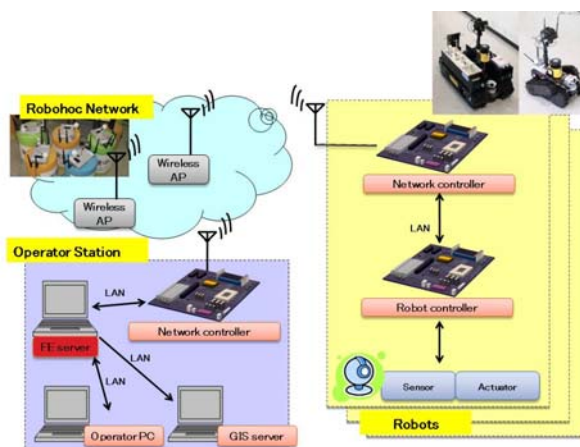 Robohoc Network
Wireless
AP
Wireless
AP
Operator Station
LAN
Network controller
FE server
LAN
LAN
Operator PC
GIS server
Network controller
LAN
Robot controller
Sensor
Actuator
Robots